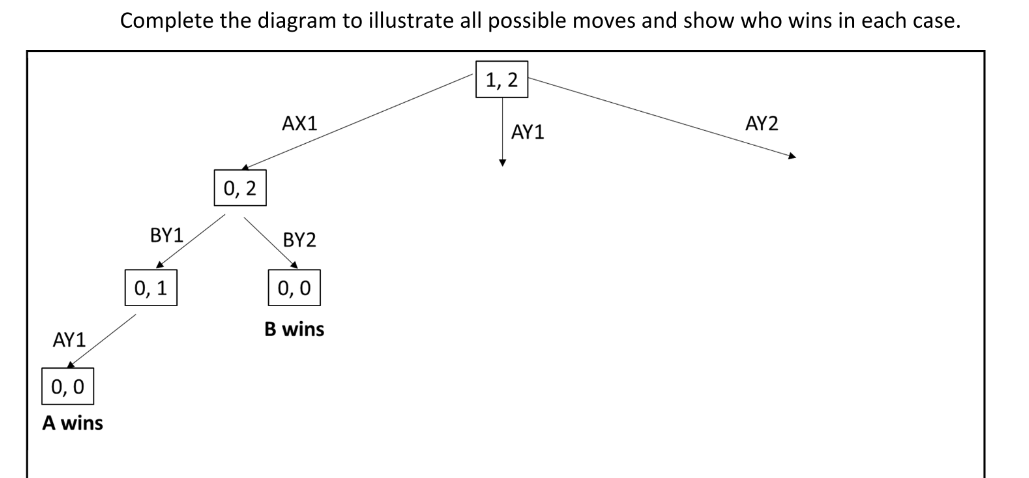 Complete the diagram to illustrate all possible moves and show who wins in each case.
1, 2
AX1
AY1
AY2
0, 2
BY1
BY2
0, 1
0, 0
B wins
AY1
0, 0
A wins